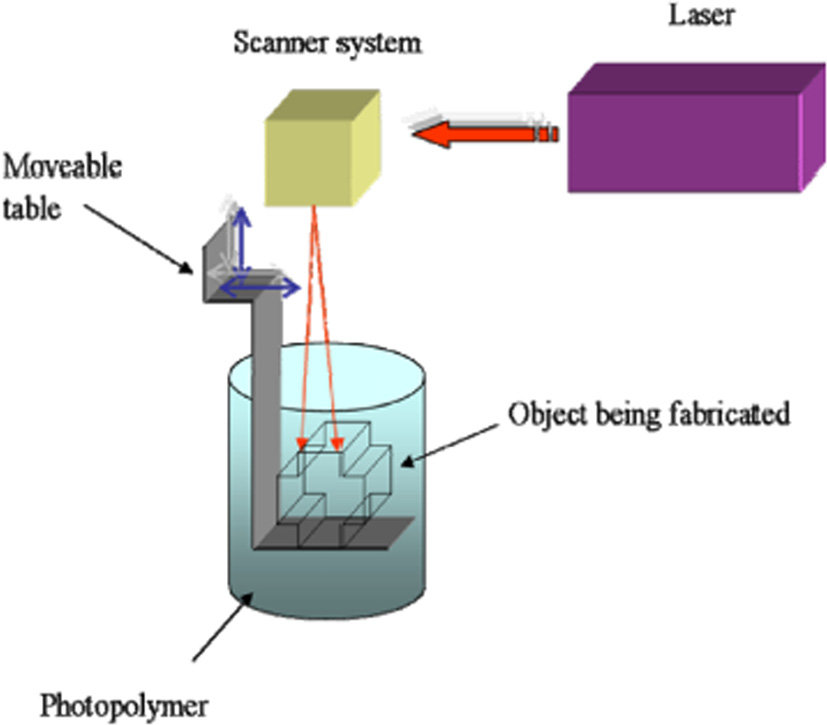 Laser
Scanner system
Moveable
table
Object being fabricated
Photopolymer